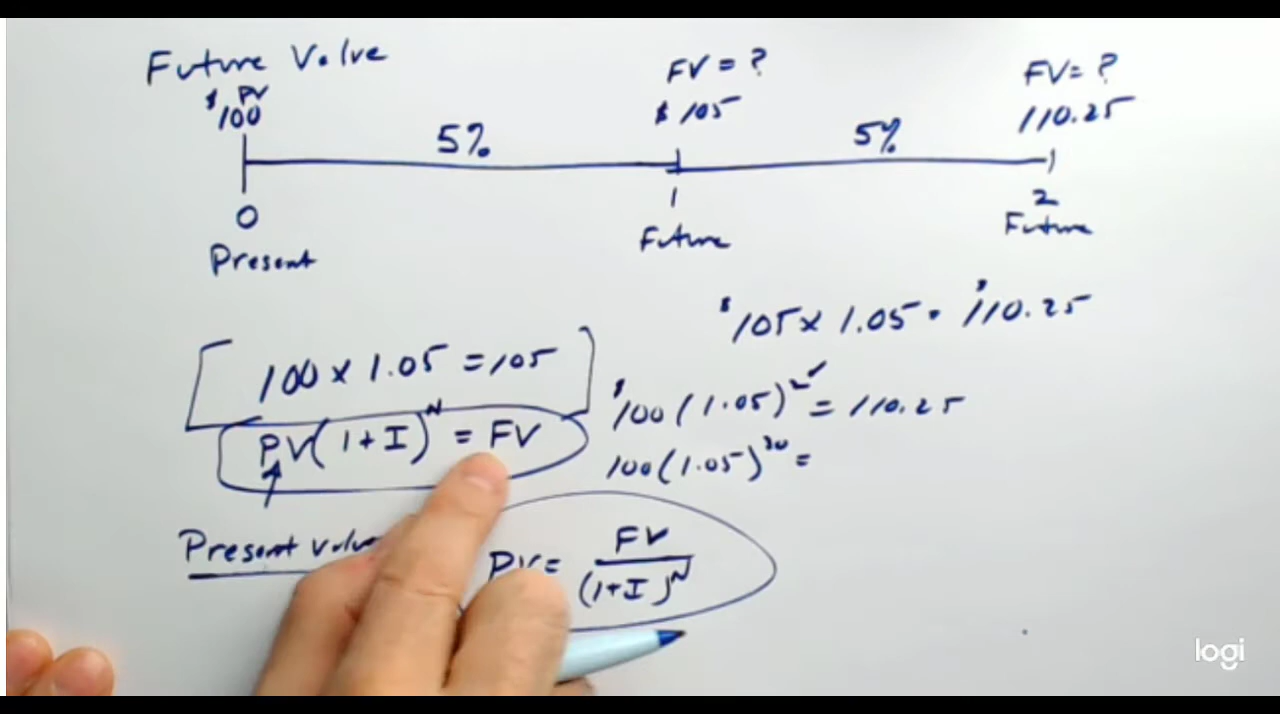 Future Value
PV
$100
5%
FV = ?
$105
5%
FV = ?
110.25
0
Present
1
Future
2
Future
$105 x 1.05 = $110.25
[100 x 1.05 = 105]
PV(1+I)^N = FV
$100(1.05)^2 = 110.25
100(1.05)^30 =
Present value
PV = FV
(1+I)^N
logi